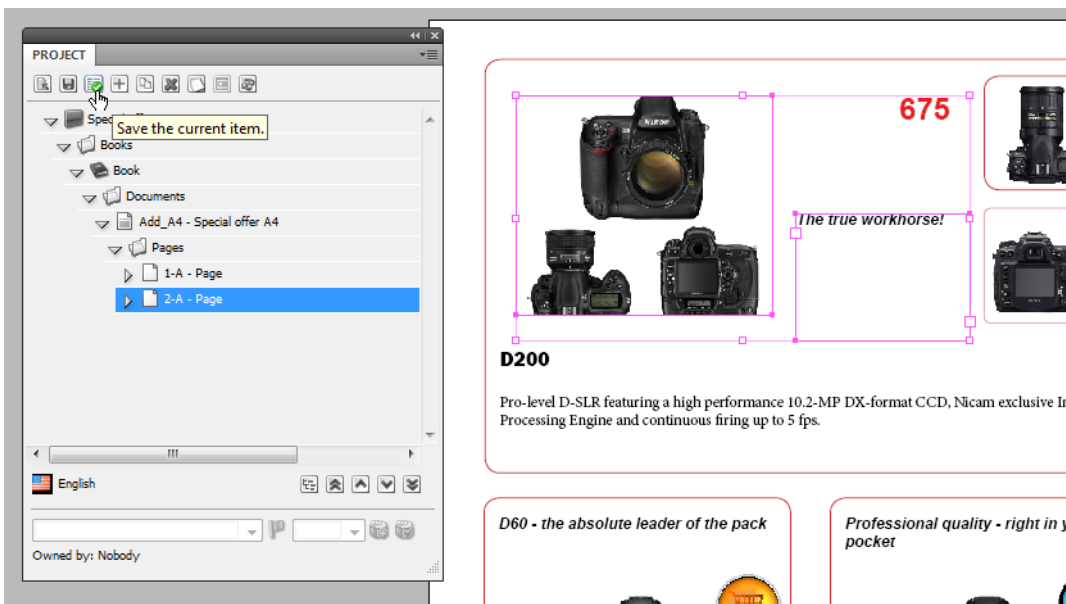 PROJECT
Spec
Save the current item.
Books
Book
Documents
Add_A4 - Special offer A4
Pages
1-A - Page
2-A - Page
English
Owned by: Nobody
675
Nikon
The true workhorse!
D200
Pro-level D-SLR featuring a high performance 10.2-MP DX-format CCD, Nicam exclusive I
Processing Engine and continuous firing up to 5 fps.
D60 - the absolute leader of the pack
Professional quality - right in y
pocket